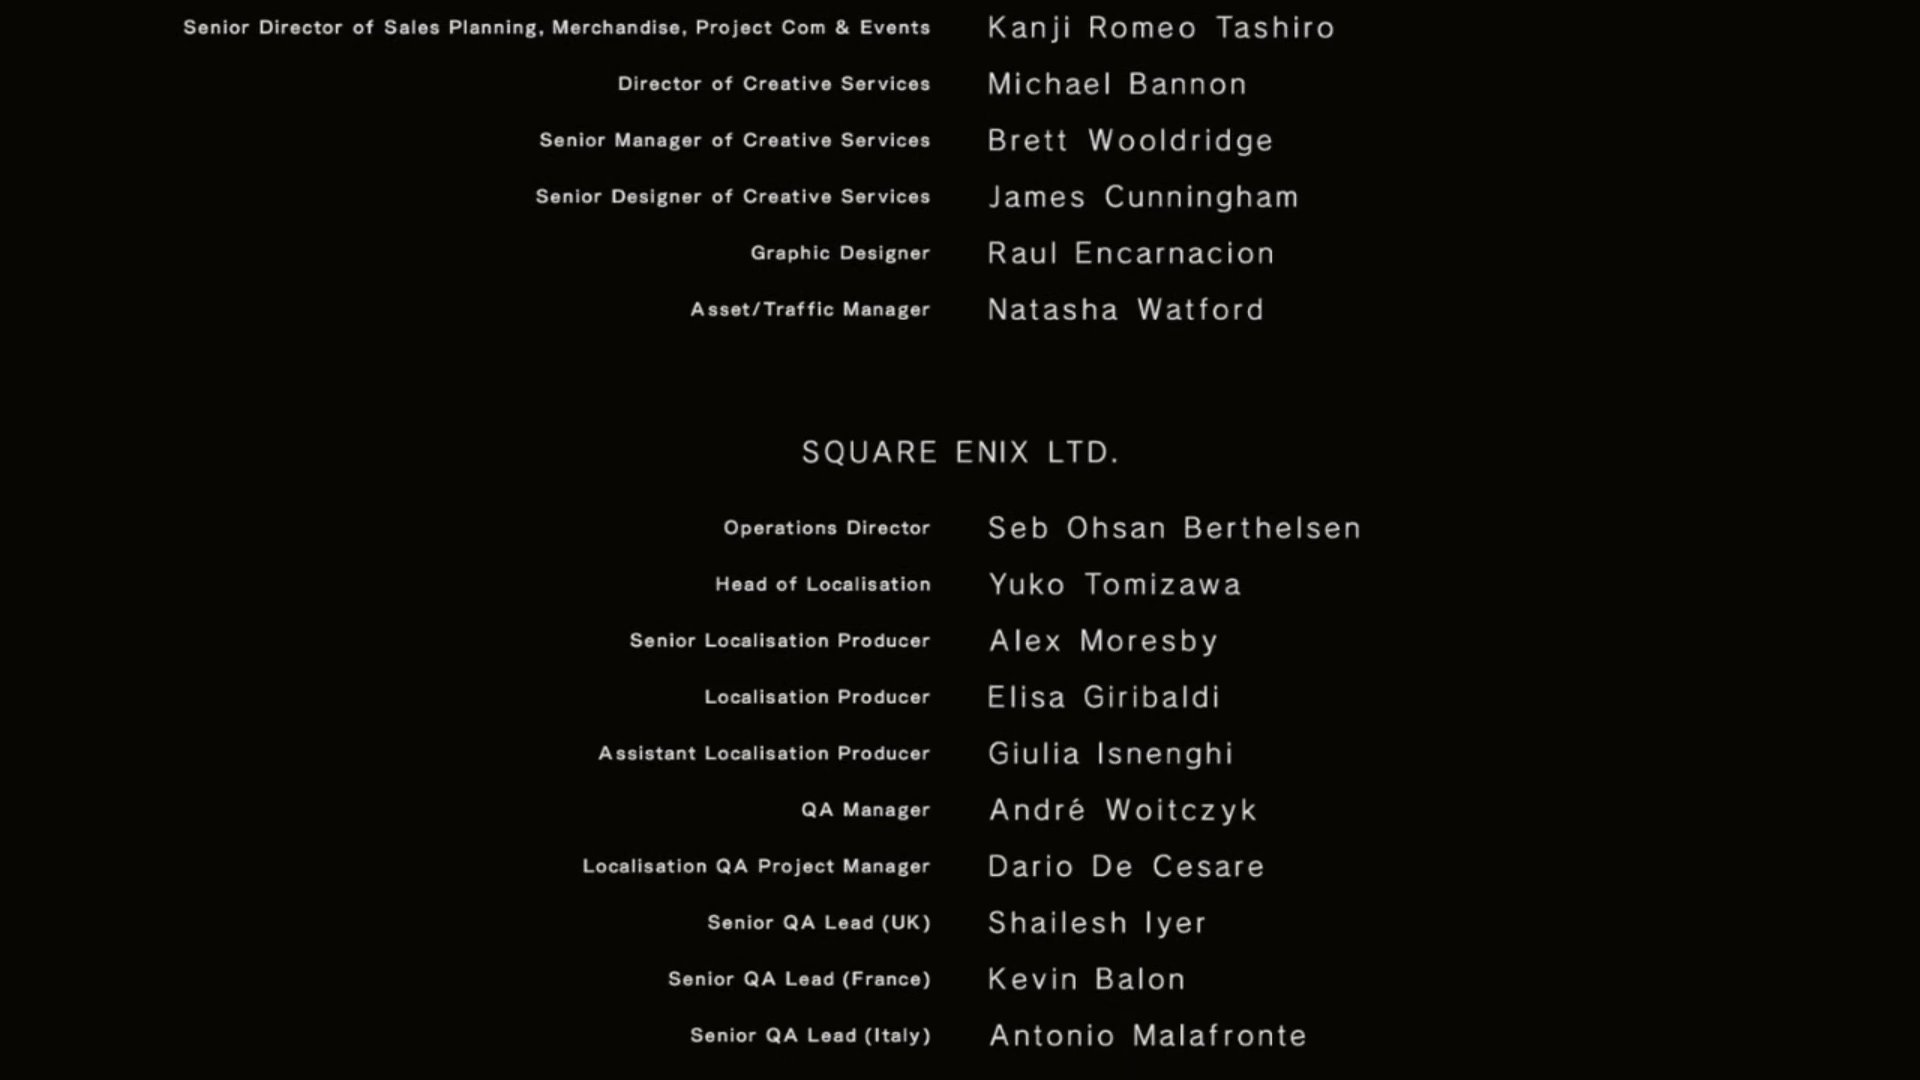 Senior Director of Sales Planning, Merchandise, Project Com & Events Kanji Romeo Tashiro
Director of Creative Services Michael Bannon
Senior Manager of Creative Services Brett Wooldridge
Senior Designer of Creative Services James Cunningham
Graphic Designer Raul Encarnacion
Asset/Traffic Manager Natasha Watford
SQUARE ENIX LTD.
Operations Director Seb Ohsan Berthelsen
Head of Localisation Yuko Tomizawa
Senior Localisation Producer Alex Moresby
Localisation Producer Elisa Giribaldi
Assistant Localisation Producer Giulia Isnenghi
QA Manager André Woitczyk
Localisation QA Project Manager Dario De Cesare
Senior QA Lead (UK) Shailesh Iyer
Senior QA Lead (France) Kevin Balon
Senior QA Lead (Italy) Antonio Malafronte